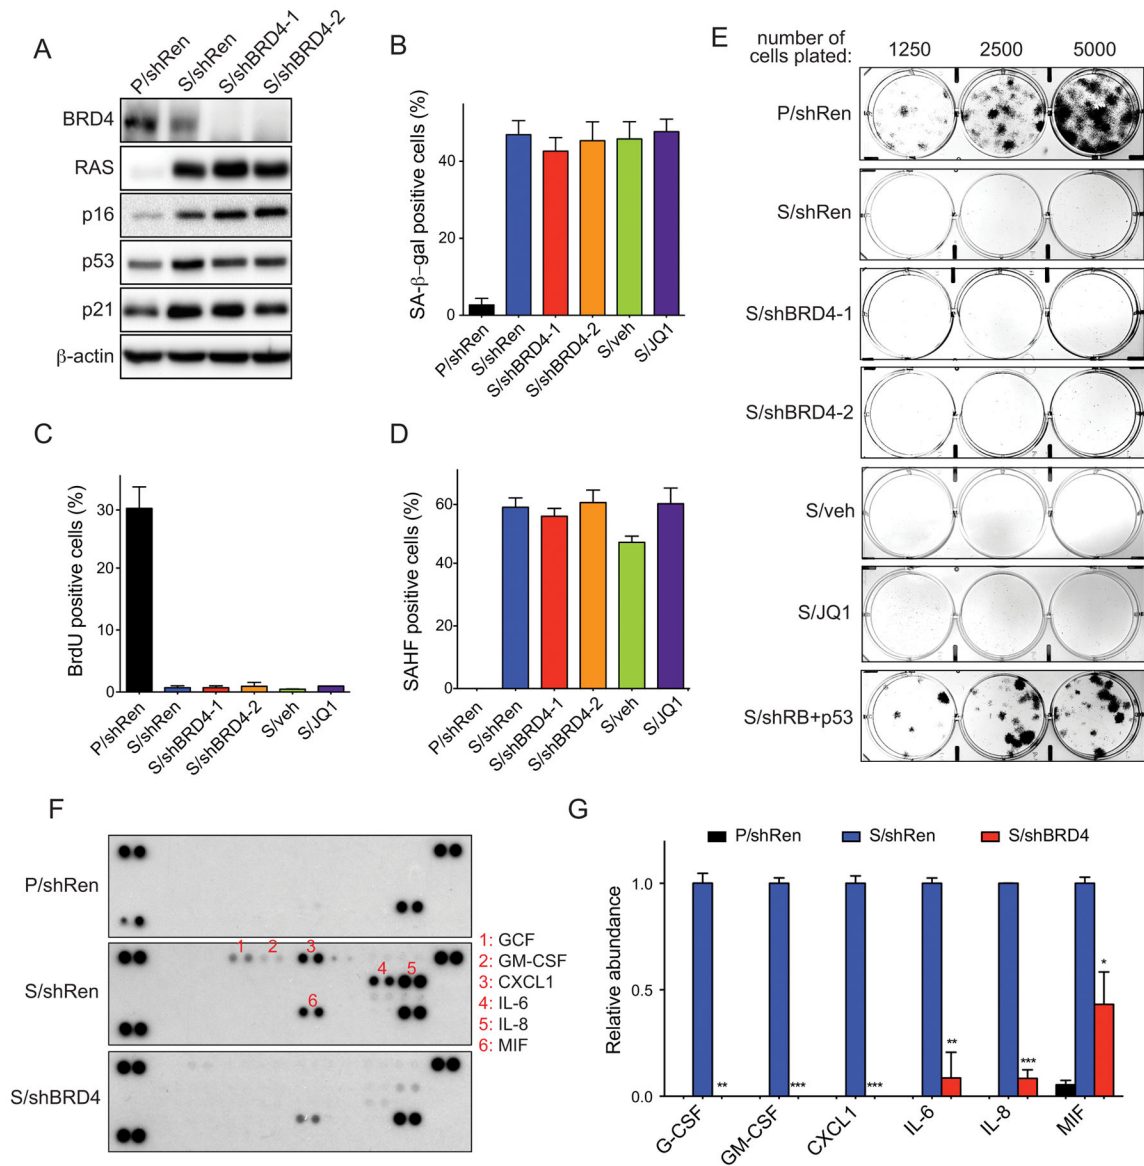 A
P/shRen
S/shRen
S/shBRD4-1
S/shBRD4-2
BRD4
RAS
p16
p53
p21
β-actin
B
SA-β–gal positive cells (%)
40
20
0
P/shRen
S/shRen
S/shBRD4-1
S/shBRD4-2
S/veh
S/JQ1
C
BrdU positive cells (%)
30
20
10
0
P/shRen
S/shRen
S/shBRD4-1
S/shBRD4-2
S/veh
S/JQ1
D
SAHF positive cells (%)
60
40
60
0
P/shRen
S/shRen
S/shBRD4-1
S/shBRD4-2
S/veh
S/JQ1
E
number of
cells plated:
1250 2500 5000
P/shRen
S/shRen
S/shBRD4-1
S/shBRD4-2
S/veh
S/JQ1
S/shRB+p53
F
P/shRen
S/shRen
S/shBRD4
1 2 3
4 5
6
1: GCF
2: GM-CSF
3: CXCL1
4: IL-6
5: IL-8
6: MIF
G
P/shRen S/shRen S/shBRD4
Relative abundance
1.0
0.5
0.0
** *** *** ** *** *
G-CSF
GM-CSF
CXCL1
IL-6
IL-8
MIF